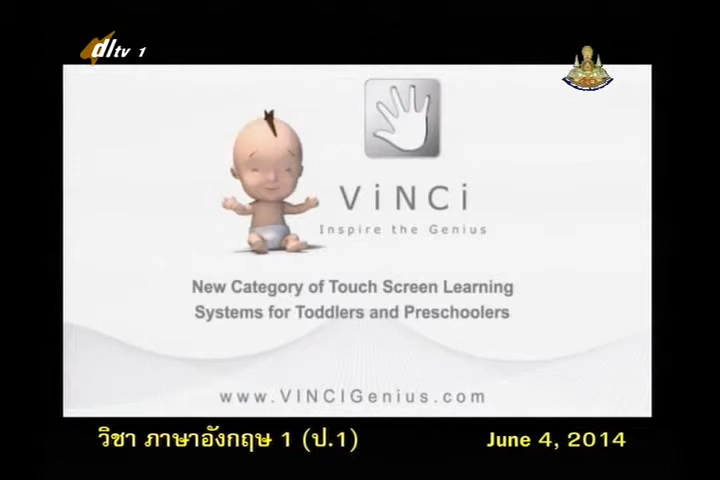 dltv 1
ViNCi
Inspire the Genius
New Category of Touch Screen Learning
Systems for Toddlers and Preschoolers
www.VINCIGenius.com
วิชา ภาษาอังกฤษ 1 (ป.1)
June 4, 2014